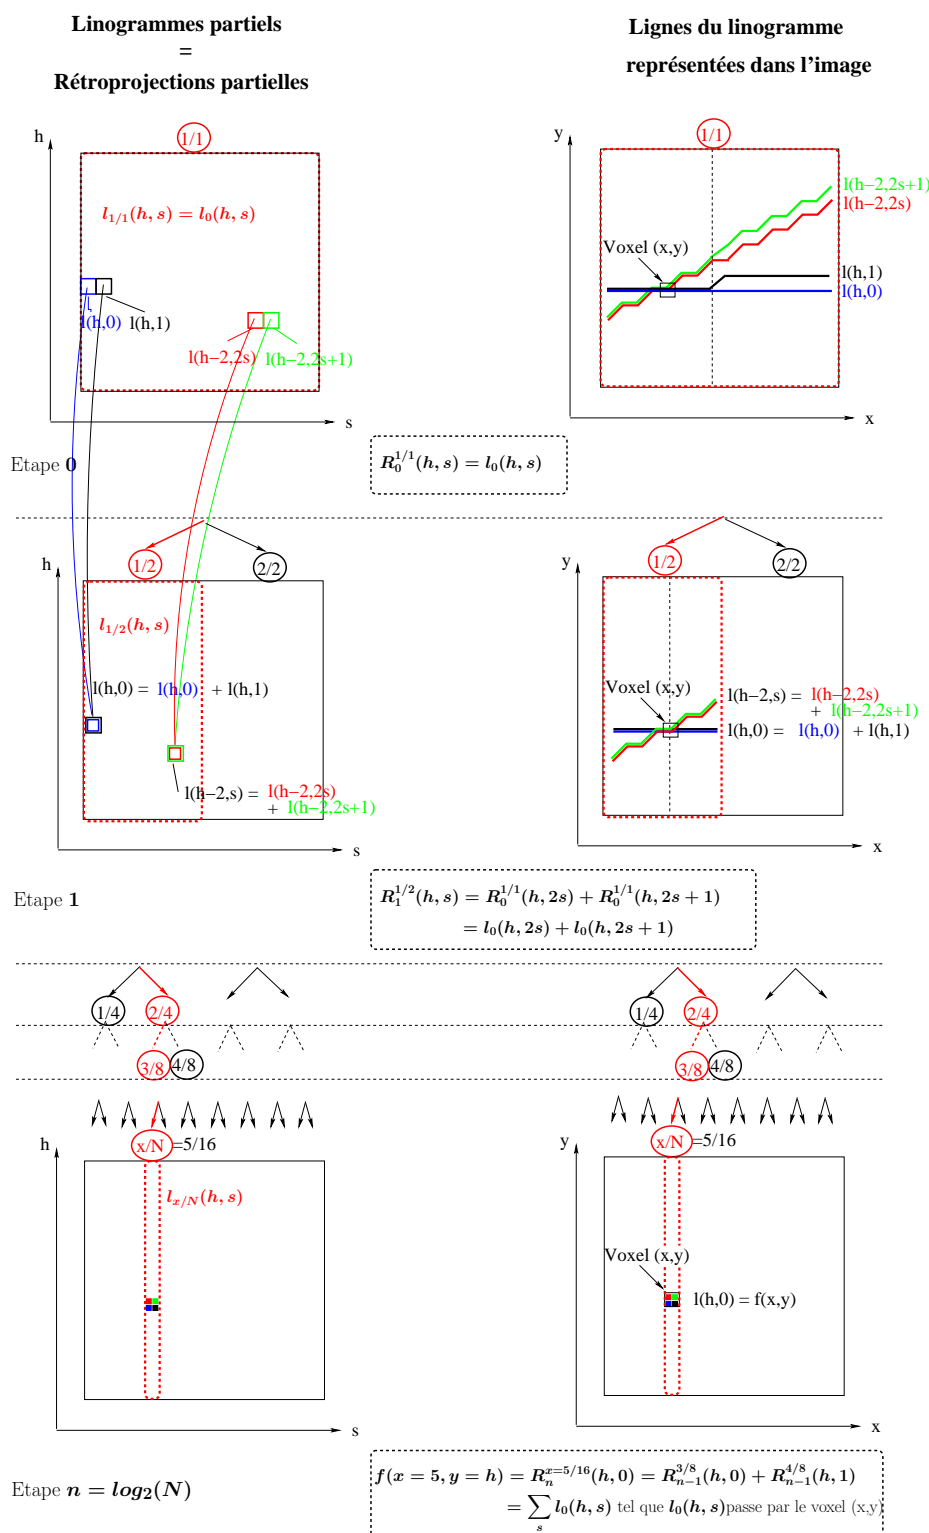 Linogrammes partiels
=
Rétroprojections partielles
Lignes du linogramme
représentées dans l'image
h
1/1
l_{1/1}(h, s) = l_0(h, s)
l(h,0)
l(h,1)
l(h−2,2s)
l(h−2,2s+1)
s
y
1/1
l(h−2,2s+1)
l(h−2,2s)
Voxel (x,y)
l(h,1)
l(h,0)
x
Etape 0
R_0^{1/1}(h, s) = l_0(h, s)
h
1/2
2/2
l_{1/2}(h, s)
l(h,0) = l(h,0) + l(h,1)
l(h−2,s) = l(h−2,2s)
+ l(h−2,2s+1)
s
y
1/2
2/2
Voxel (x,y)
l(h−2,s) = l(h−2,2s)
+ l(h−2,2s+1)
l(h,0) = l(h,0) + l(h,1)
x
Etape 1
R_1^{1/2}(h, s) = R_0^{1/1}(h, 2s) + R_0^{1/1}(h, 2s + 1)
= l_0(h, 2s) + l_0(h, 2s + 1)
1/4
2/4
3/8
4/8
1/4
2/4
3/8
4/8
h
x/N =5/16
l_{x/N}(h, s)
s
y
x/N =5/16
Voxel (x,y)
l(h,0) = f(x,y)
x
Etape n = log_2(N)
f(x = 5, y = h) = R_n^{x=5/16}(h, 0) = R_{n−1}^{3/8}(h, 0) + R_{n−1}^{4/8}(h, 1)
= ∑_s l_0(h, s) tel que l_0(h, s) passe par le voxel (x,y)